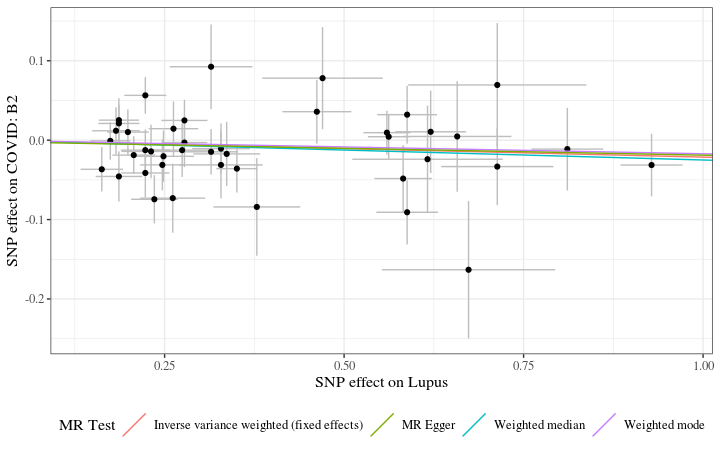 SNP effect on COVID: B2
0.1
0.0
-0.1
-0.2
0.25
0.50
0.75
1.00
SNP effect on Lupus
MR Test
Inverse variance weighted (fixed effects)
MR Egger
Weighted median
Weighted mode